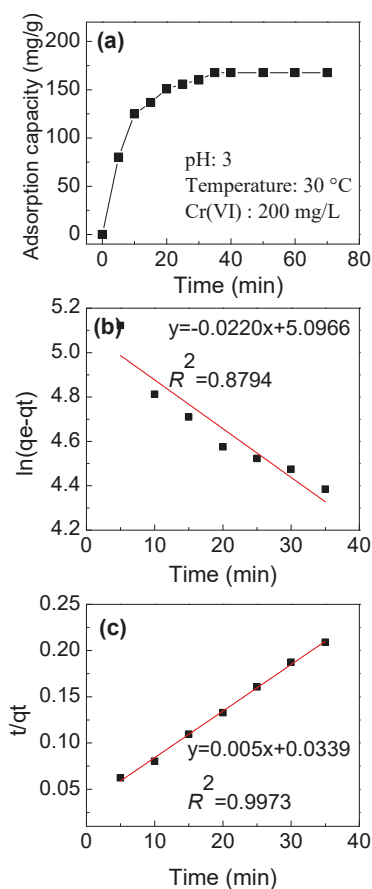 (a)
200
150
100
50
0
Adsorption capacity (mg/g)
pH: 3
Temperature: 30 °C
Cr(VI) : 200 mg/L
0 20 40 60 80
Time (min)
(b)
5.2
5.0
4.8
4.6
4.4
4.2
ln(qe-qt)
y=-0.0220x+5.0966
R²=0.8794
0 10 20 30 40
Time (min)
(c)
0.25
0.20
0.15
0.10
0.05
t/qt
y=0.005x+0.0339
R²=0.9973
0 10 20 30 40
Time (min)